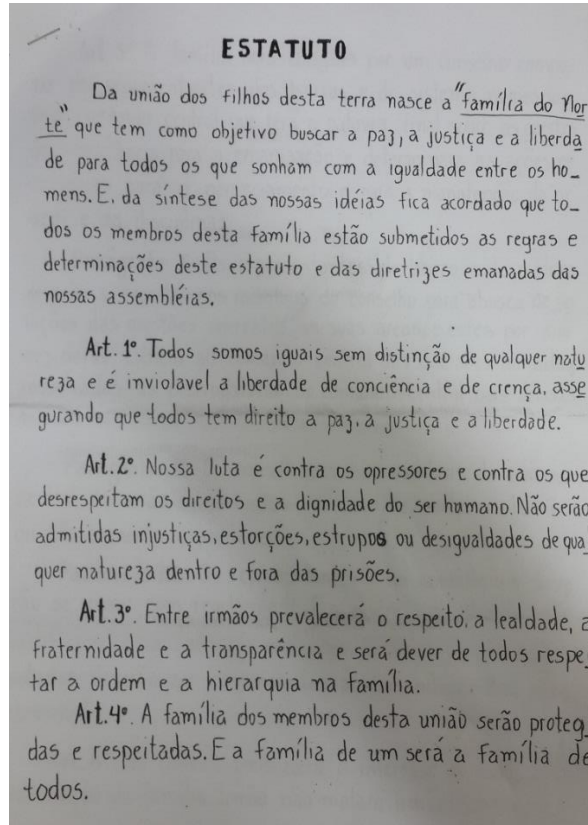 ESTATUTO
Da união dos filhos desta terra nasce a "família do Nor
te" que tem como objetivo buscar a paz, a justiça e a liberda
de para todos os que sonham com a igualdade entre os ho_
mens. E, da síntese das nossas idéias fica acordado que to_
dos os membros desta família estão submetidos as regras e
determinações deste estatuto e das diretrizes emanadas das
nossas assembléias.
Art. 1º. Todos somos iguais sem distinção de qualquer natu
reza e é inviolavel a liberdade de conciência e de crença, asse
gurando que todos tem direito a paz, a justiça e a liberdade.
Art. 2º. Nossa luta é contra os opressores e contra os que
desrespeitam os direitos e a dignidade do ser humano. Não serão
admitidas injustiças, estorções, estrupos ou desigualdades de qua_
quer natureza dentro e fora das prisões.
Art. 3º. Entre irmãos prevalecerá o respeito, a lealdade, a
fraternidade e a transparência e será dever de todos respe_
tar a ordem e a hierarquia na família.
Art. 4º. A família dos membros desta união serão proteg_
das e respeitadas. E a família de um será a família de
todos.